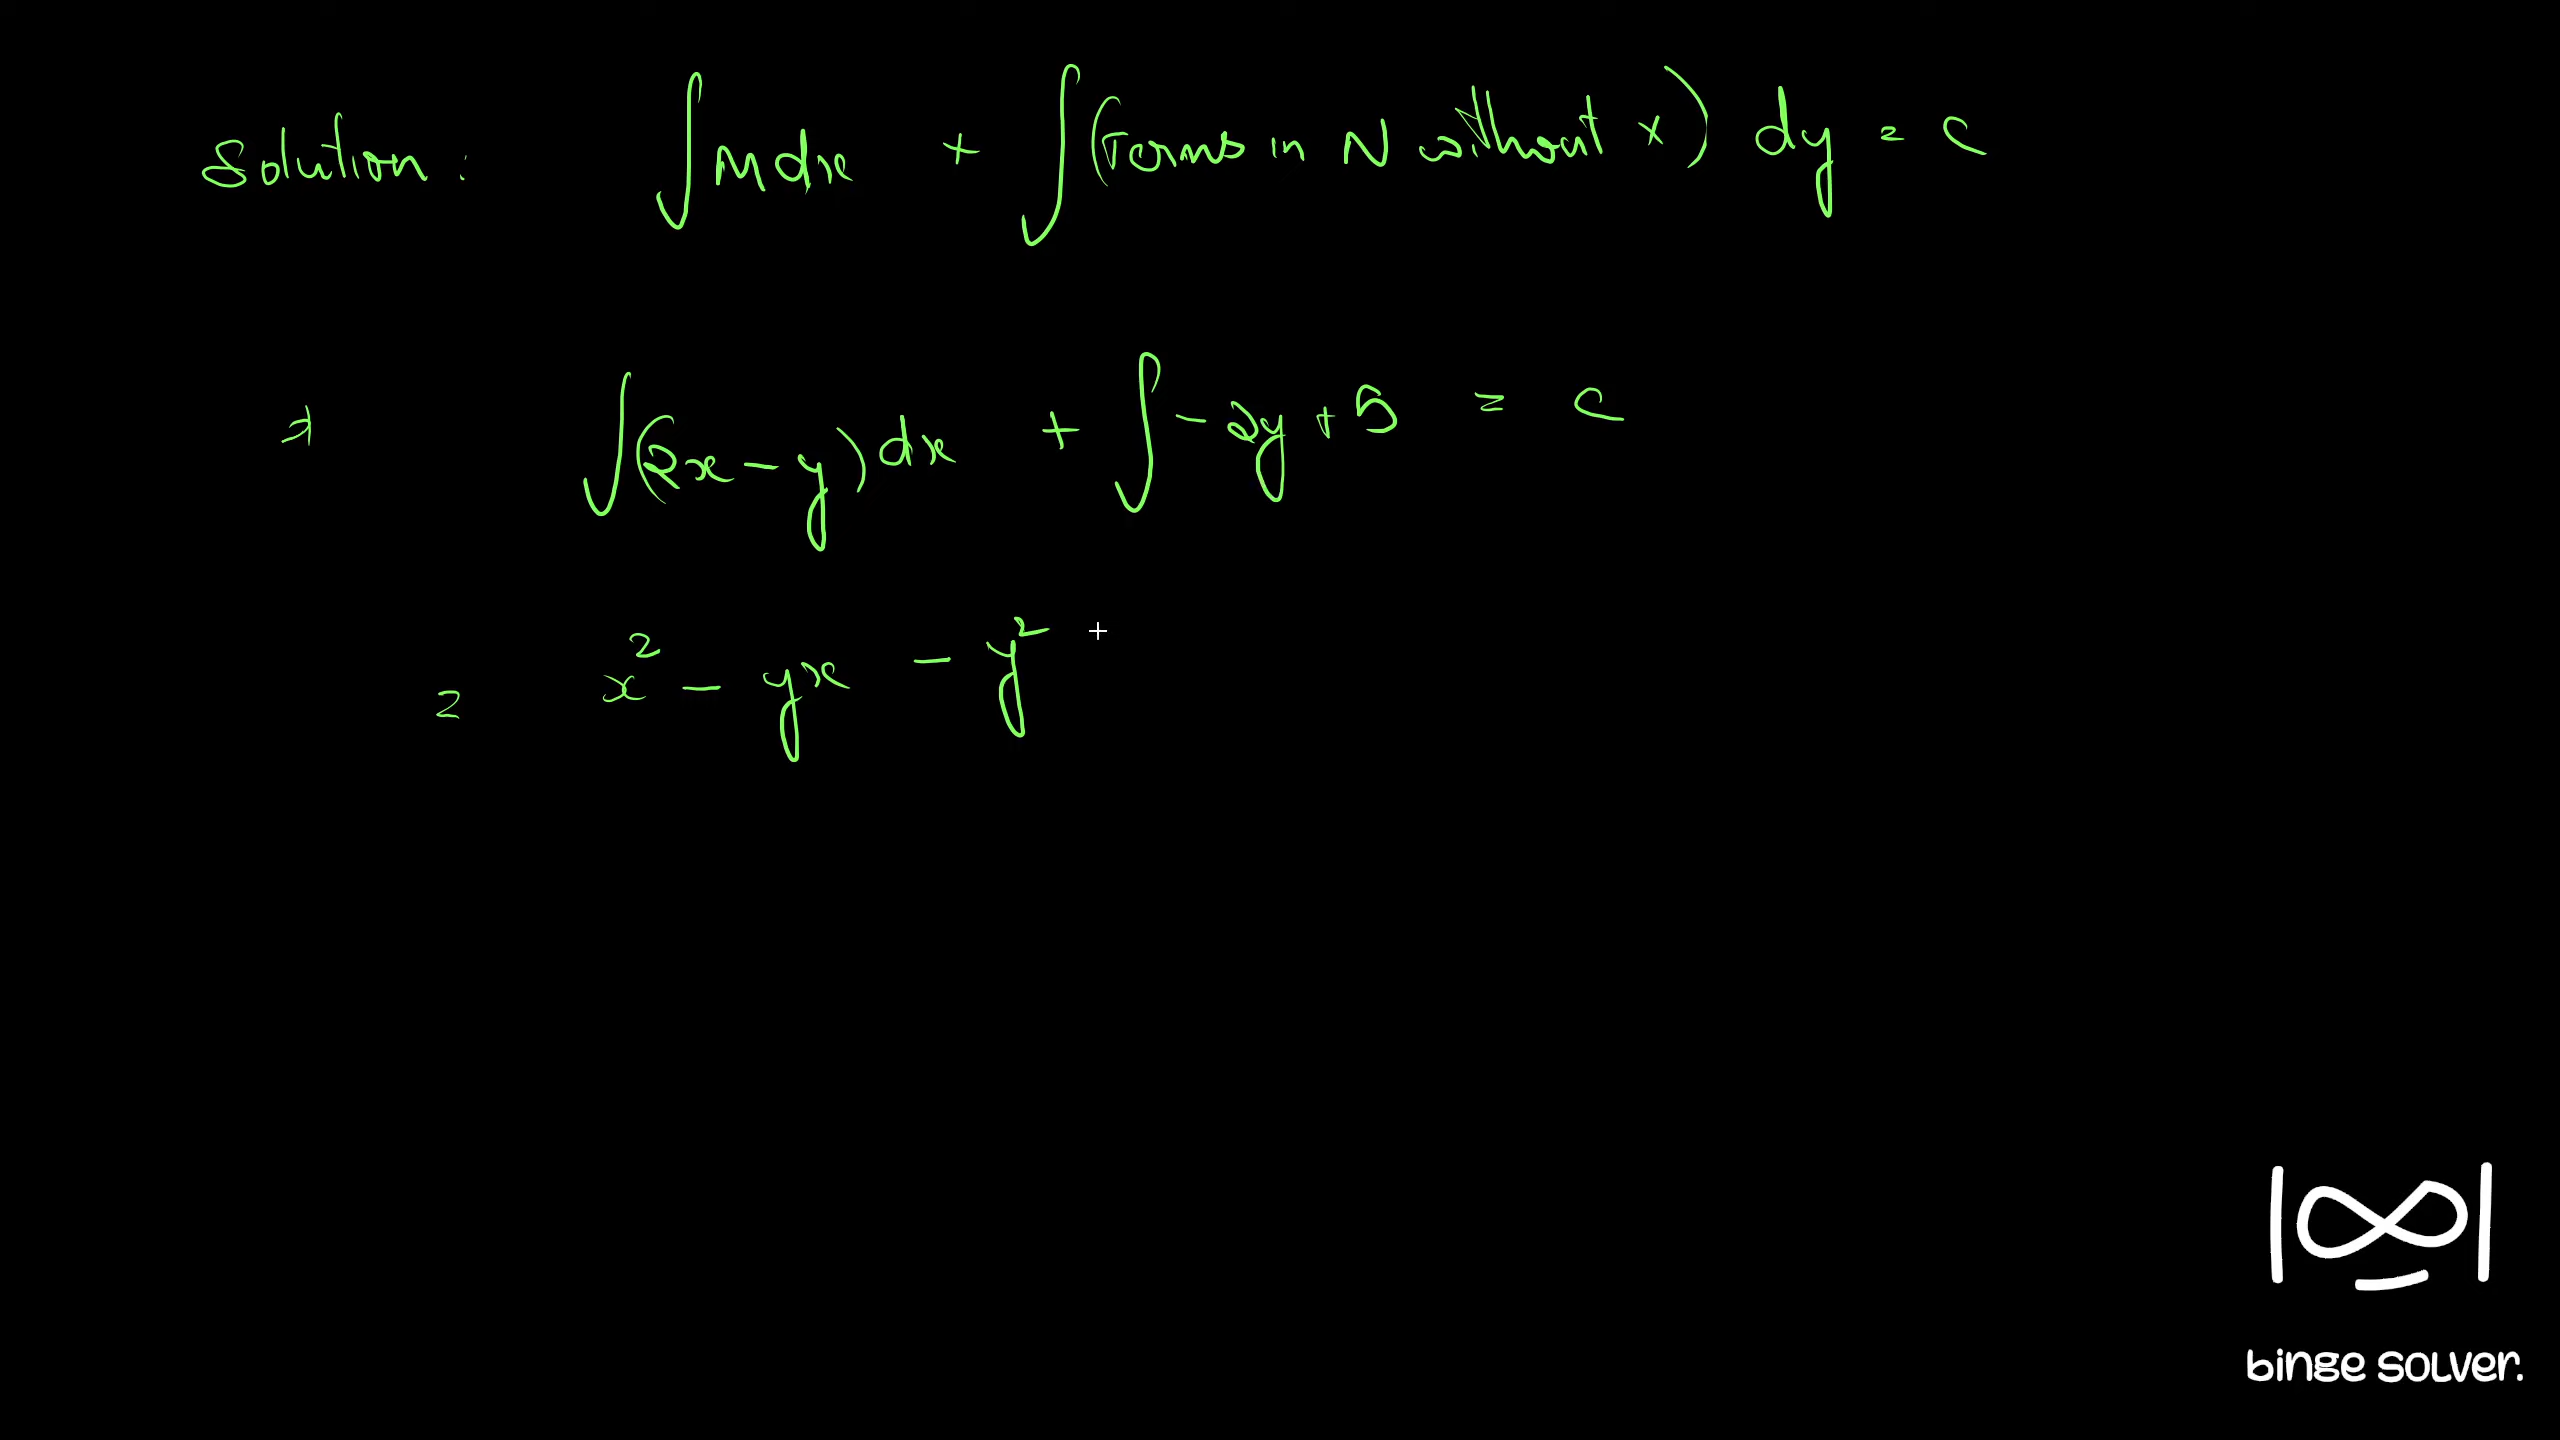 Solution : ∫Mdx + ∫(Terms in N without x) dy = c
⇒ ∫(2x - y)dx + ∫-2y + 5 = c
= x² - yx - y²
binge solver.